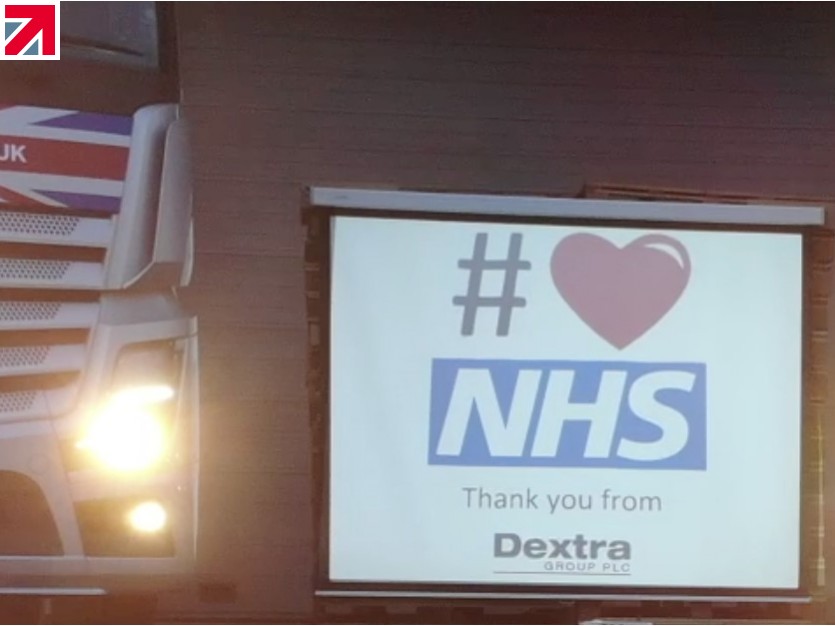 UK
#
NHS
Thank you from
Dextra
GROUP PLC